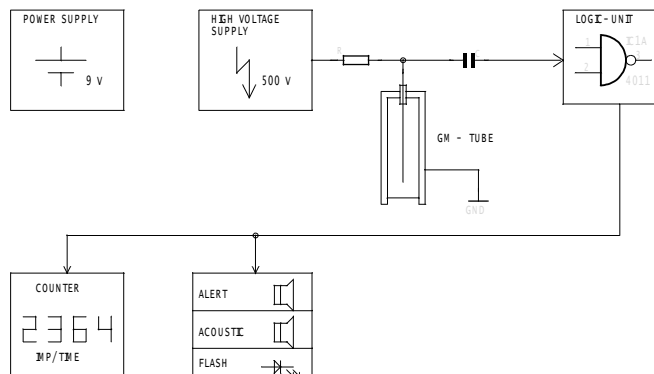 POWER SUPPLY
9 V
HIGH VOLTAGE
SUPPLY
500 V
R
C
LOGIC-UNIT
1
2
3
IC1A
4011
GM - TUBE
GND
COUNTER
2364
IMP/TIME
ALERT
ACOUSTIC
FLASH